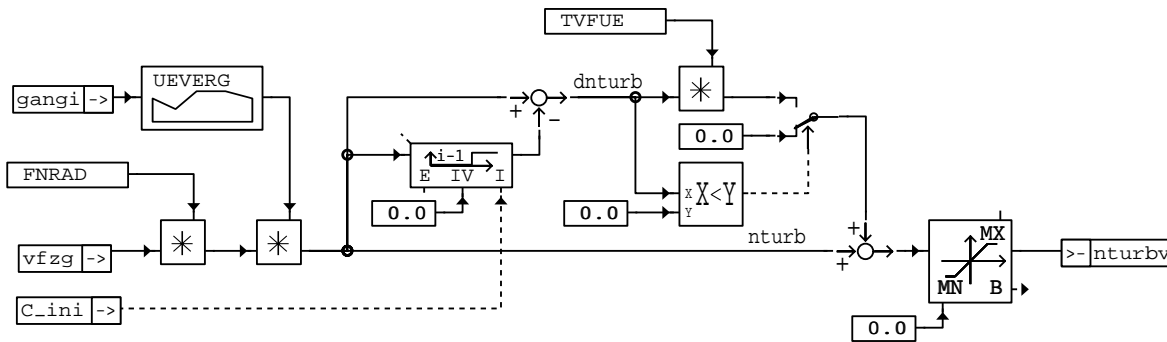 TVFUE
UEVERG
gangi ->
dnturb
*
+
−
0.0
i-1
E IV I
FNRAD
0.0
0.0
X
Y
X<Y
*
*
vfzg ->
nturb
+
+
MX
MN B
>- nturbv
C_ini ->
0.0